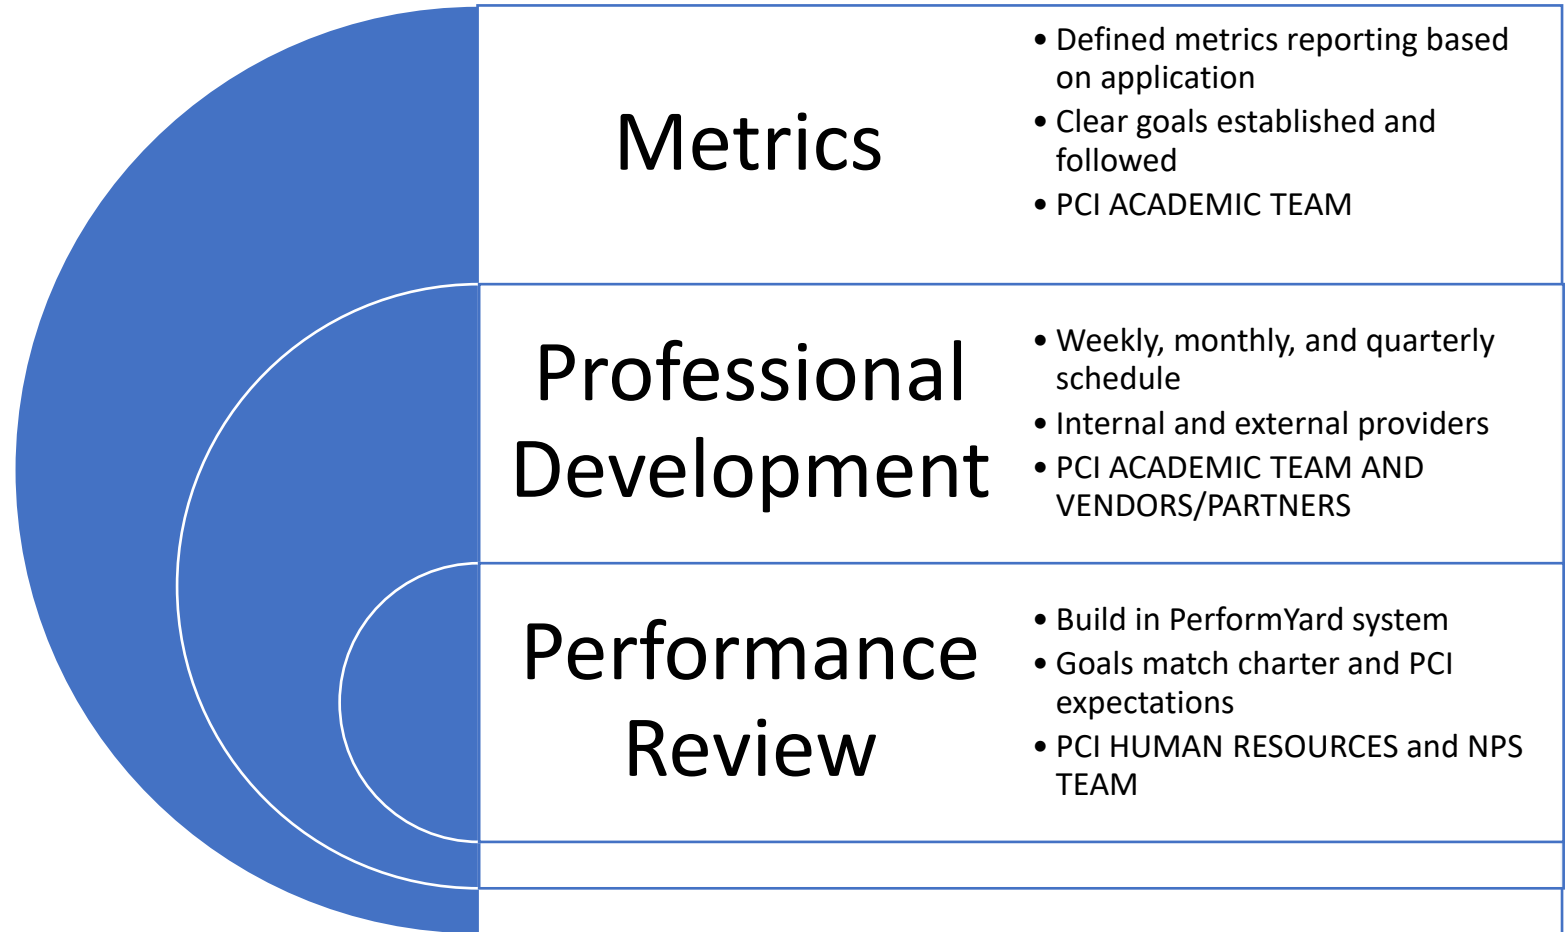 Metrics
• Defined metrics reporting based
on application
• Clear goals established and
followed
• PCI ACADEMIC TEAM
Professional
Development
• Weekly, monthly, and quarterly
schedule
• Internal and external providers
• PCI ACADEMIC TEAM AND
VENDORS/PARTNERS
Performance
Review
• Build in PerformYard system
• Goals match charter and PCI
expectations
• PCI HUMAN RESOURCES and NPS
TEAM